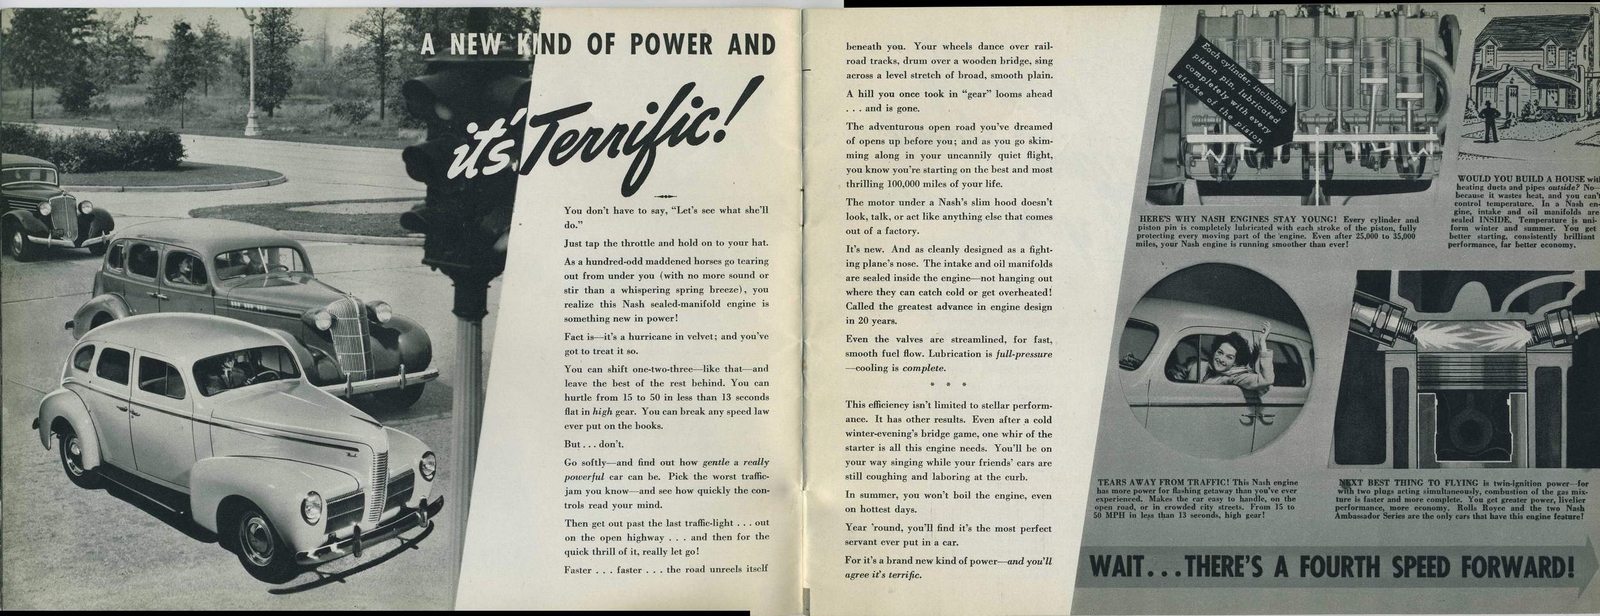 A NEW KIND OF POWER AND
it's Terrific!
You don't have to say, "Let's see what she'll
do."
Just tap the throttle and hold on to your hat.
As a hundred-odd maddened horses go tearing
out from under you (with no more sound or
stir than a whispering spring breeze), you
realize this Nash sealed-manifold engine is
something new in power!
Fact is—it's a hurricane in velvet; and you've
got to treat it so.
You can shift one-two-three—like that—and
leave the best of the rest behind. You can
hurtle from 15 to 50 in less than 13 seconds
flat in high gear. You can break any speed law
ever put on the books.
But . . . don't.
Go softly—and find out how gentle a really
powerful car can be. Pick the worst traffic-
jam you know—and see how quickly the con-
trols read your mind.
Then get out past the last traffic-light . . . out
on the open highway . . . and then for the
quick thrill of it, really let go!
Faster . . . faster . . . the road unreels itself
beneath you. Your wheels dance over rail-
road tracks, drum over a wooden bridge, sing
across a level stretch of broad, smooth plain.
A hill you once took in "gear" looms ahead
. . . and is gone.
The adventurous open road you've dreamed
of opens up before you; and as you go skim-
ming along in your uncannily quiet flight,
you know you're starting on the best and most
thrilling 100,000 miles of your life.
The motor under a Nash's slim hood doesn't
look, talk, or act like anything else that comes
out of a factory.
It's new. And as cleanly designed as a fight-
ing plane's nose. The intake and oil manifolds
are sealed inside the engine—not hanging out
where they can catch cold or get overheated!
Called the greatest advance in engine design
in 20 years.
Even the valves are streamlined, for fast,
smooth fuel flow. Lubrication is full-pressure
—cooling is complete.
* * *
This efficiency isn't limited to stellar perform-
ance. It has other results. Even after a cold
winter-evening's bridge game, one whir of the
starter is all this engine needs. You'll be on
your way singing while your friends' cars are
still coughing and laboring at the curb.
In summer, you won't boil the engine, even
on hottest days.
Year 'round, you'll find it's the most perfect
servant ever put in a car.
For it's a brand new kind of power—and you'll
agree it's terrific.
Each cylinder, including
piston pin, lubricated
completely with every
stroke of the piston
HERE'S WHY NASH ENGINES STAY YOUNG! Every cylinder and
piston pin is completely lubricated with each stroke of the piston, fully
protecting every moving part of the engine. Even after 25,000 to 35,000
miles, your Nash engine is running smoother than ever!
WOULD YOU BUILD A HOUSE with
heating ducts and pipes outside? No—
because it wastes heat, and you can't
control temperature. In a Nash en-
gine, intake and oil manifolds are
sealed INSIDE. Temperature is uni-
form winter and summer. You get
better starting, consistently brilliant
performance, far better economy.
TEARS AWAY FROM TRAFFIC! This Nash engine
has more power for flashing getaway than you've ever
experienced. Makes the car easy to handle, on the
open road, or in crowded city streets. From 15 to
50 MPH in less than 13 seconds, high gear!
NEXT BEST THING TO FLYING is twin-ignition power—for
with two plugs acting simultaneously, combustion of the gas mix-
ture is faster and more complete. You get greater power, livelier
performance, more economy. Rolls Royce and the two Nash
Ambassador Series are the only cars that have this engine feature!
WAIT...THERE'S A FOURTH SPEED FORWARD!